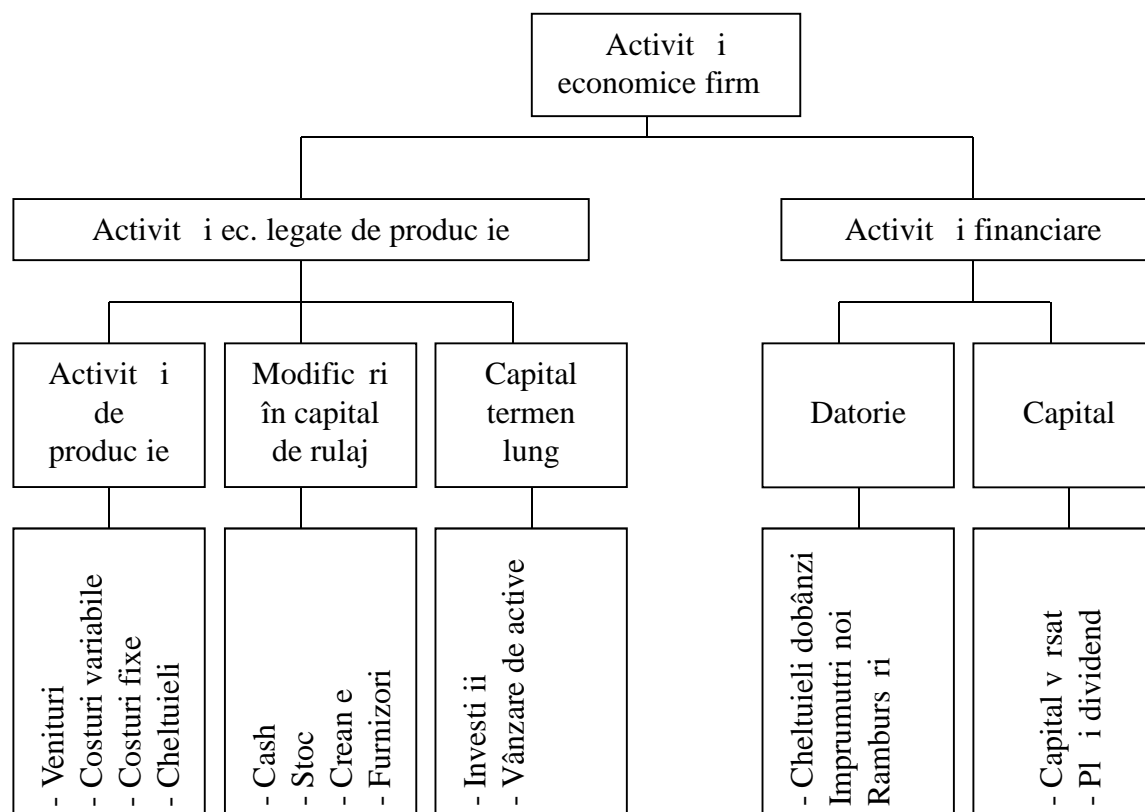 Activit i
economice firm
Activit i ec. legate de produc ie
Activit i financiare
Activit i
de
produc ie
Modific ri
în capital
de rulaj
Capital
termen
lung
Datorie
Capital
- Venituri
- Costuri variabile
- Costuri fixe
- Cheltuieli
- Cash
- Stoc
- Crean e
- Furnizori
- Investi ii
- Vânzare de active
- Cheltuieli dobânzi
Imprumutri noi
Ramburs ri
- Capital v rsat
- Pl i dividend